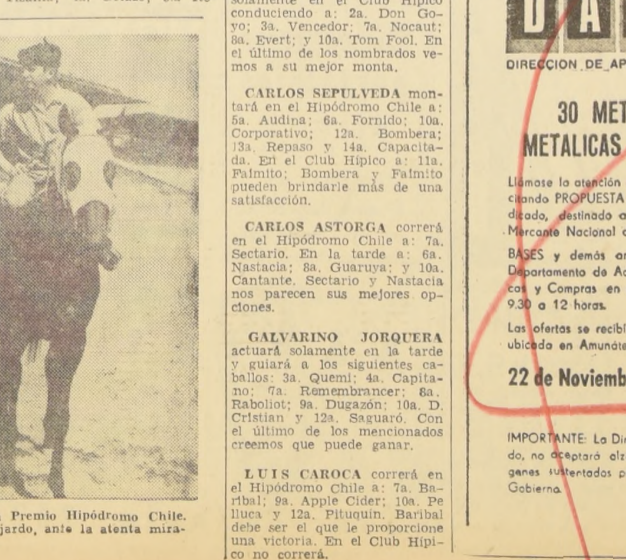 solamente en el Club Hípico
conduciendo a: 2a. Don Go-
yo; 3a. Vencedor; 7a. Nocaut;
8a. Evert; y 10a. Tom Fool. En
el último de los nombrados ve-
mos a su mejor monta.
CARLOS SEPULVEDA mon-
tará en el Hipódromo Chile a:
5a. Audina; 6a. Fornido; 10a.
Corporativo; 12a. Bombera;
13a. Repaso y 14a. Capacita-
da. En el Club Hípico a: 11a.
Falmito; Bombera y Falmito
pueden brindarle más de una
satisfacción.
CARLOS ASTORGA correrá
en el Hipódromo Chile a: 7a.
Sectario. En la tarde a: 6a.
Nastacia; 8a. Guaruya; y 10a.
Cantante. Sectario y Nastacia
nos parecen sus mejores op-
ciones.
GALVARINO JORQUERA
actuará solamente en la tarde
y guiará a los siguientes ca-
ballos: 3a. Quemi; 4a. Capita-
no; 7a. Remembrancer; 8a.
Raboliot; 9a. Dugazón; 10a. D.
Cristian y 12a. Saguaró. Con
el último de los mencionados
creemos que puede ganar.
LUIS CAROCA correrá en
el Hipódromo Chile a: 7a. Ba-
ribal; 9a. Apple Cider; 10a. Pe
lluca y 12a. Pituquin. Baribal
debe ser el que le proporcione
una victoria. En el Club Hípi-
co no correrá.
Premio Hipódromo Chile.
jardo, ante la atenta mira-
DA
DIRECCION DE AP
30 MET
METALICAS
Llámase la atención
citando PROPUESTA
dicado, destinado a
Mercante Nacional
BASES y demás an
Departamento de Ad
cas y Compras en
9.30 a 12 horas.
Las ofertas se recibi
ubicada en Amunáte
22 de Noviemb
IMPORTANTE: La Di
do, no aceptará alz
ganes sustentados p
Gobierno.